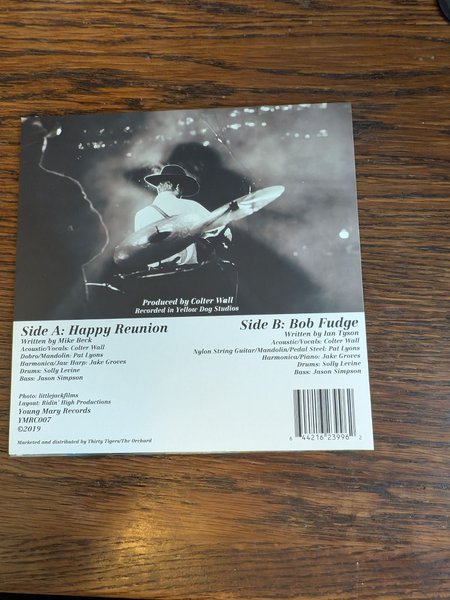 Produced by Colter Wall
Recorded in Yellow Dog Studios
Side A: Happy Reunion
Written by Mike Beck
Acoustic/Vocals: Colter Wall
Dobro/Mandolin: Pat Lyons
Harmonica/Jaw Harp: Jake Groves
Drums: Solly Levine
Bass: Jason Simpson
Side B: Bob Fudge
Written by Ian Tyson
Acoustic/Vocals: Colter Wall
Nylon String Guitar/Mandolin/Pedal Steel: Pat Lyons
Harmonica/Piano: Jake Groves
Drums: Solly Levine
Bass: Jason Simpson
Photo: littlejackfilms
Layout: Ridin' High Productions
Young Mary Records
YMRC007
©2019
Marketed and distributed by Thirty Tigers/The Orchard
6 44216 23996 2